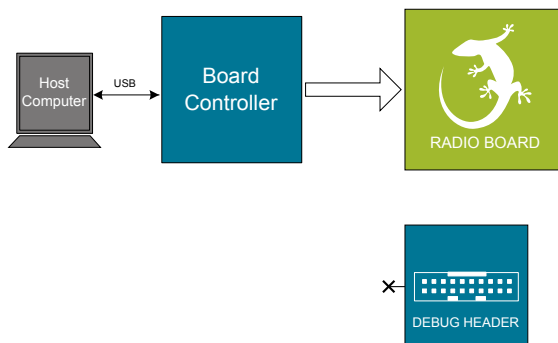 Host
Computer
USB
Board
Controller
RADIO BOARD
DEBUG HEADER